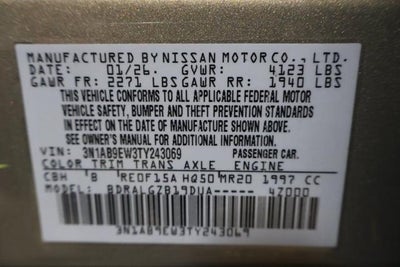 MANUFACTURED BY NISSAN MOTOR CO., LTD.
DATE: 01/26. GVWR: 4123 LBS
GAWR FR: 2271 LBS GAWR RR: 1940 LBS
THIS VEHICLE CONFORMS TO ALL APPLICABLE FEDERAL MOTOR
VEHICLE SAFETY, BUMPER AND THEFT PREVENTION STANDARDS
IN EFFECT ON THE DATE OF MANUFACTURE SHOWN ABOVE.
OWNER'S MANUAL FOR ADDITIONAL INFORMATION
VIN: 3N1AB9EW3TY243069 PASSENGER CAR.
COLOR TRIM TRANS AXLE ENGINE
CBH B RE0F15A HQ50 MR20 1997 CC
MODEL: BDRALGZB19DUA----- 4Z000
3N1AB9EW3TY243069